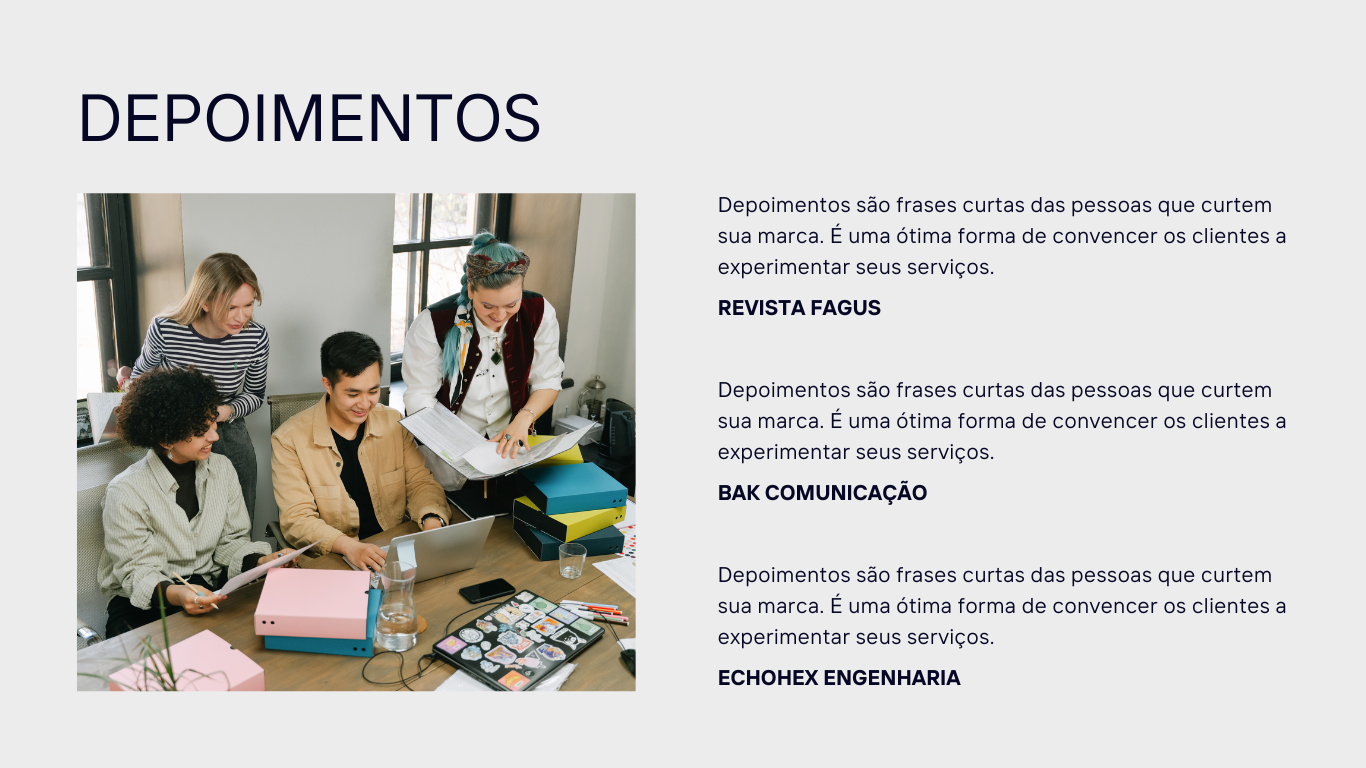 DEPOIMENTOS
Depoimentos são frases curtas das pessoas que curtem
sua marca. É uma ótima forma de convencer os clientes a
experimentar seus serviços.
REVISTA FAGUS
Depoimentos são frases curtas das pessoas que curtem
sua marca. É uma ótima forma de convencer os clientes a
experimentar seus serviços.
BAK COMUNICAÇÃO
Depoimentos são frases curtas das pessoas que curtem
sua marca. É uma ótima forma de convencer os clientes a
experimentar seus serviços.
ECHOHEX ENGENHARIA